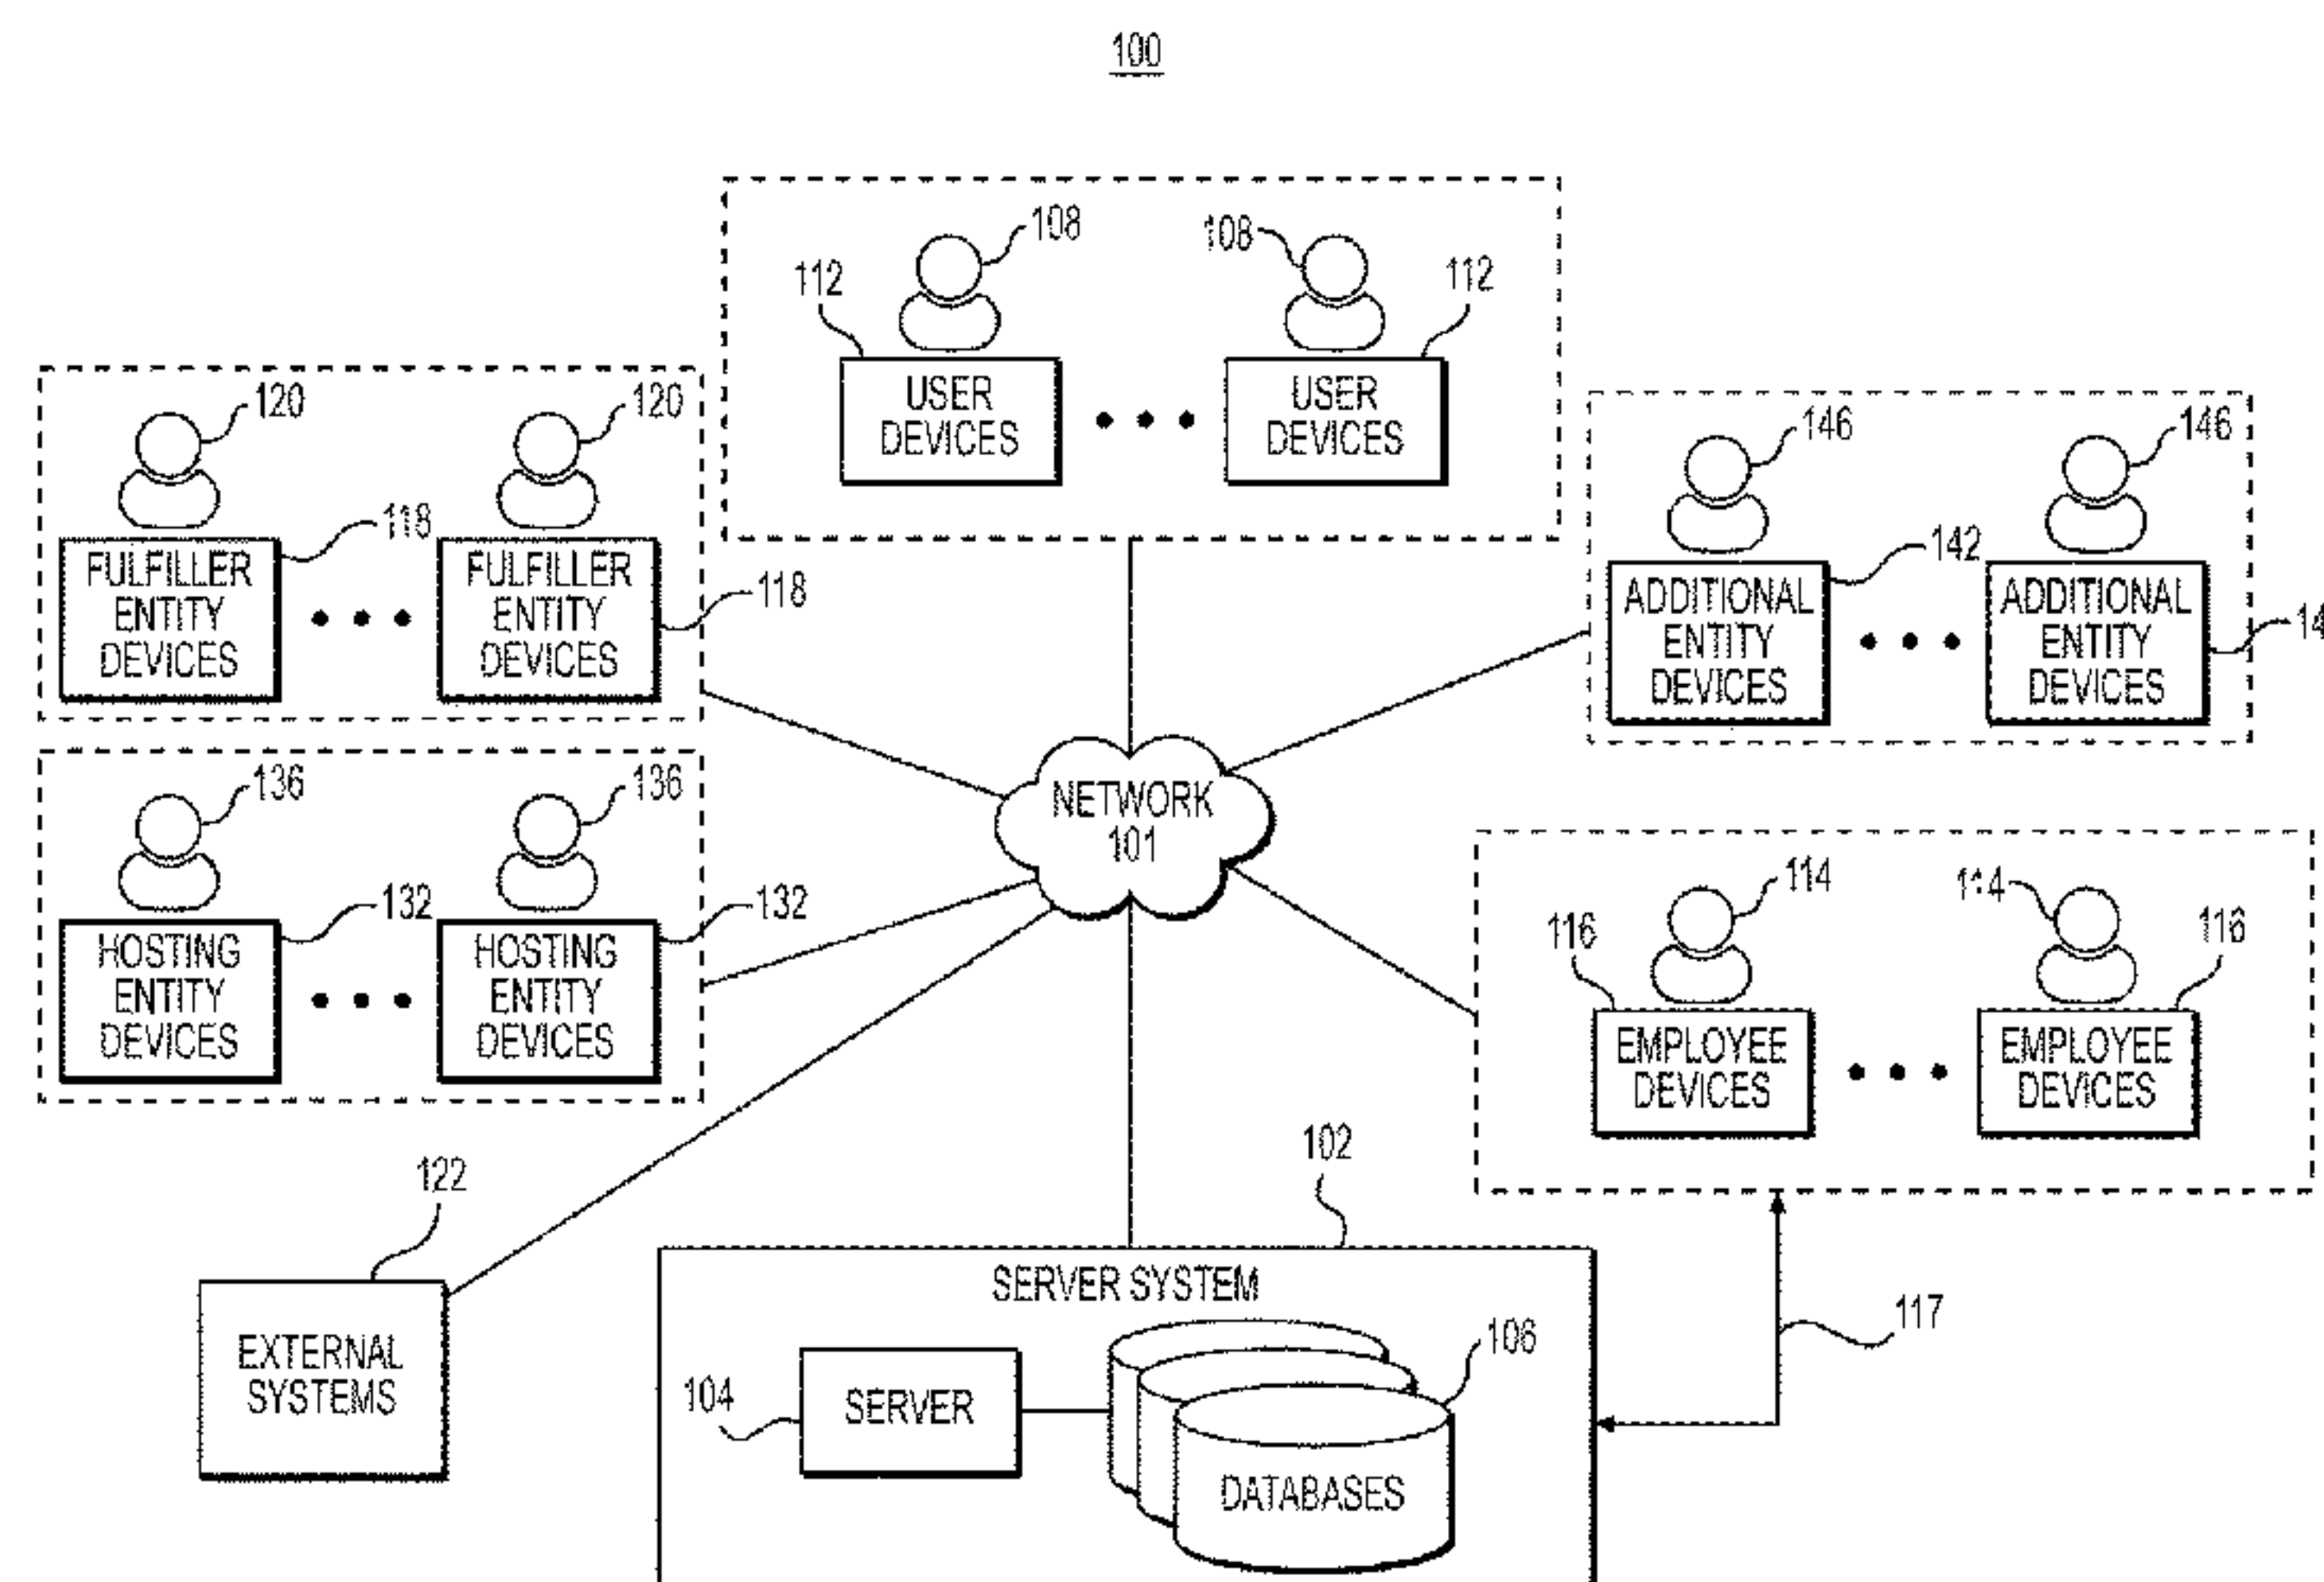 100
108
108
112
112
USER
DEVICES
USER
DEVICES
120
120
118
FULFILLER
ENTITY
DEVICES
FULFILLER
ENTITY
DEVICES
118
146
146
142
ADDITIONAL
ENTITY
DEVICES
ADDITIONAL
ENTITY
DEVICES
14
NETWORK
101
136
136
132
132
HOSTING
ENTITY
DEVICES
HOSTING
ENTITY
DEVICES
114
114
116
116
EMPLOYEE
DEVICES
EMPLOYEE
DEVICES
122
EXTERNAL
SYSTEMS
102
SERVER SYSTEM
104
SERVER
106
DATABASES
117